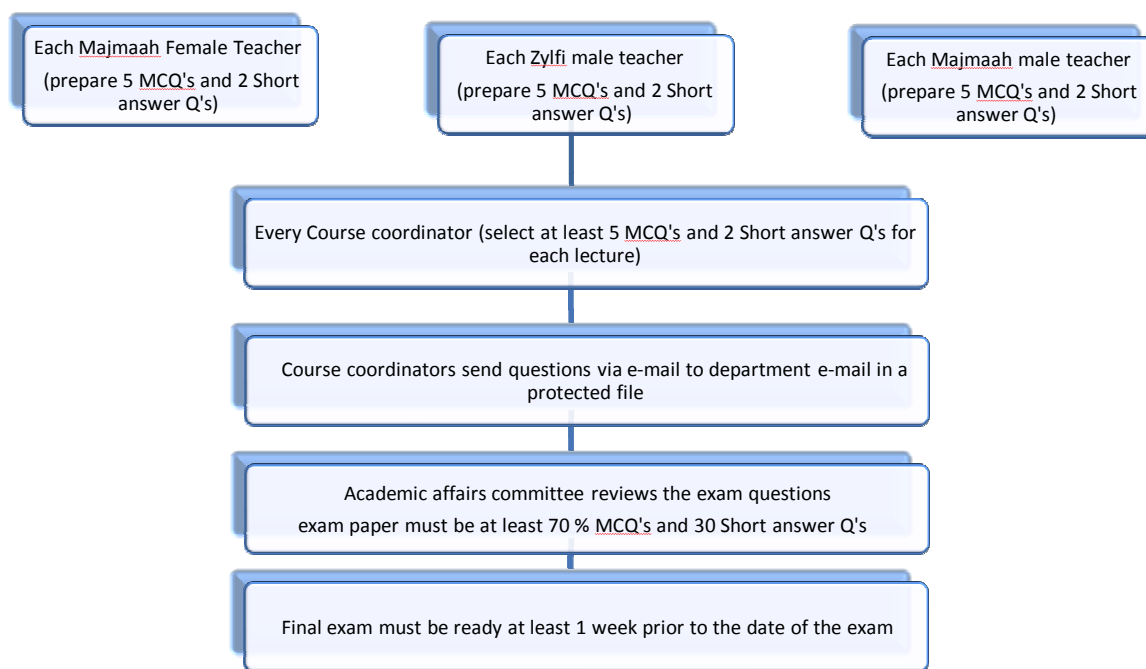 Each Majmaah Female Teacher
(prepare 5 MCQ's and 2 Short
answer Q's)
Each Zylfi male teacher
(prepare 5 MCQ's and 2 Short
answer Q's)
Each Majmaah male teacher
(prepare 5 MCQ's and 2 Short
answer Q's)
Every Course coordinator (select at least 5 MCQ's and 2 Short answer Q's for
each lecture)
Course coordinators send questions via e-mail to department e-mail in a
protected file
Academic affairs committee reviews the exam questions
exam paper must be at least 70 % MCQ's and 30 Short answer Q's
Final exam must be ready at least 1 week prior to the date of the exam